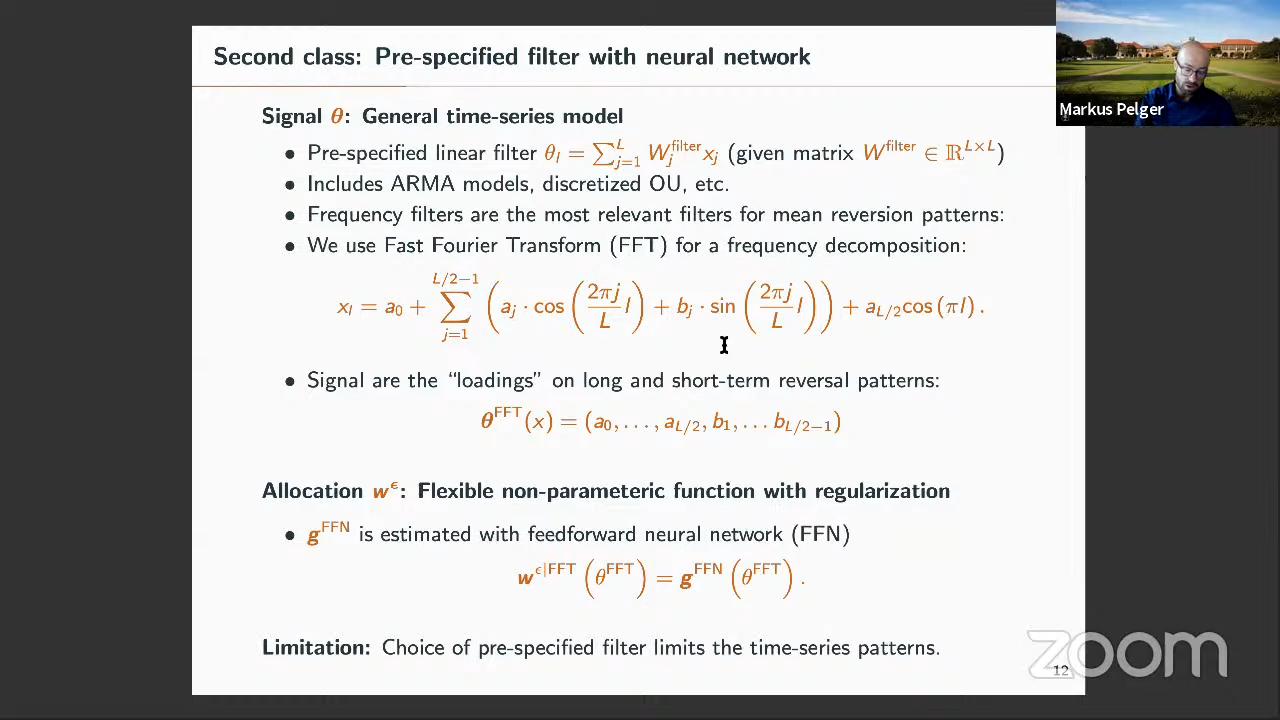 Second class: Pre-specified filter with neural network
Markus Pelger
Signal θ: General time-series model
• Pre-specified linear filter θ_l = ∑_{j=1}^{L} W_j^{filter} x_j (given matrix W^{filter} ∈ ℝ^{L×L})
• Includes ARMA models, discretized OU, etc.
• Frequency filters are the most relevant filters for mean reversion patterns:
• We use Fast Fourier Transform (FFT) for a frequency decomposition:
x_l = a_0 + ∑_{j=1}^{L/2−1} (a_j · cos (2πj/L l) + b_j · sin (2πj/L l)) + a_{L/2}cos (πl) .
• Signal are the “loadings” on long and short-term reversal patterns:
θ^{FFT}(x) = (a_0, . . . , a_{L/2}, b_1, . . . b_{L/2−1})
Allocation w^ε: Flexible non-parameteric function with regularization
• g^{FFN} is estimated with feedforward neural network (FFN)
w^{ε|FFT} (θ^{FFT}) = g^{FFN} (θ^{FFT}) .
Limitation: Choice of pre-specified filter limits the time-series patterns.
zoom
12